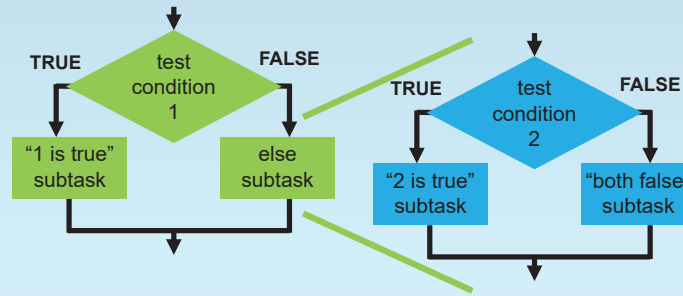 test
condition
1
TRUE
FALSE
“1 is true”
subtask
else
subtask
test
condition
2
TRUE
FALSE
“2 is true”
subtask
“both false”
subtask